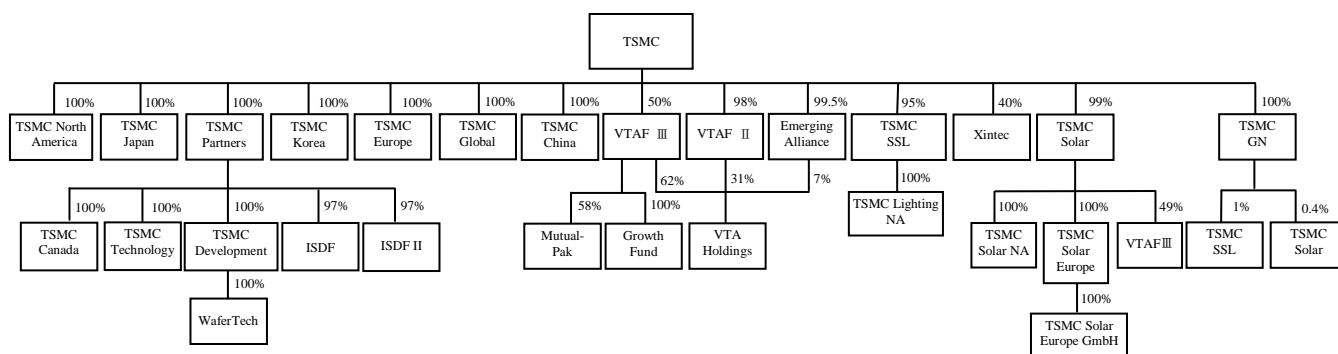 TSMC
100%
100%
100%
100%
100%
100%
100%
50%
98%
99.5%
95%
40%
99%
100%
TSMC North
America
TSMC
Japan
TSMC
Partners
TSMC
Korea
TSMC
Europe
TSMC
Global
TSMC
China
VTAF Ⅲ
VTAF Ⅱ
Emerging
Alliance
TSMC
SSL
Xintec
TSMC
Solar
TSMC
GN
62%
31%
7%
100%
100%
100%
100%
97%
97%
58%
100%
TSMC Lighting
NA
100%
100%
49%
1%
0.4%
TSMC
Canada
TSMC
Technology
TSMC
Development
ISDF
ISDF Ⅱ
Mutual-
Pak
Growth
Fund
VTA
Holdings
TSMC
Solar NA
TSMC
Solar
Europe
VTAFⅢ
TSMC
SSL
TSMC
Solar
100%
WaferTech
100%
TSMC Solar
Europe GmbH